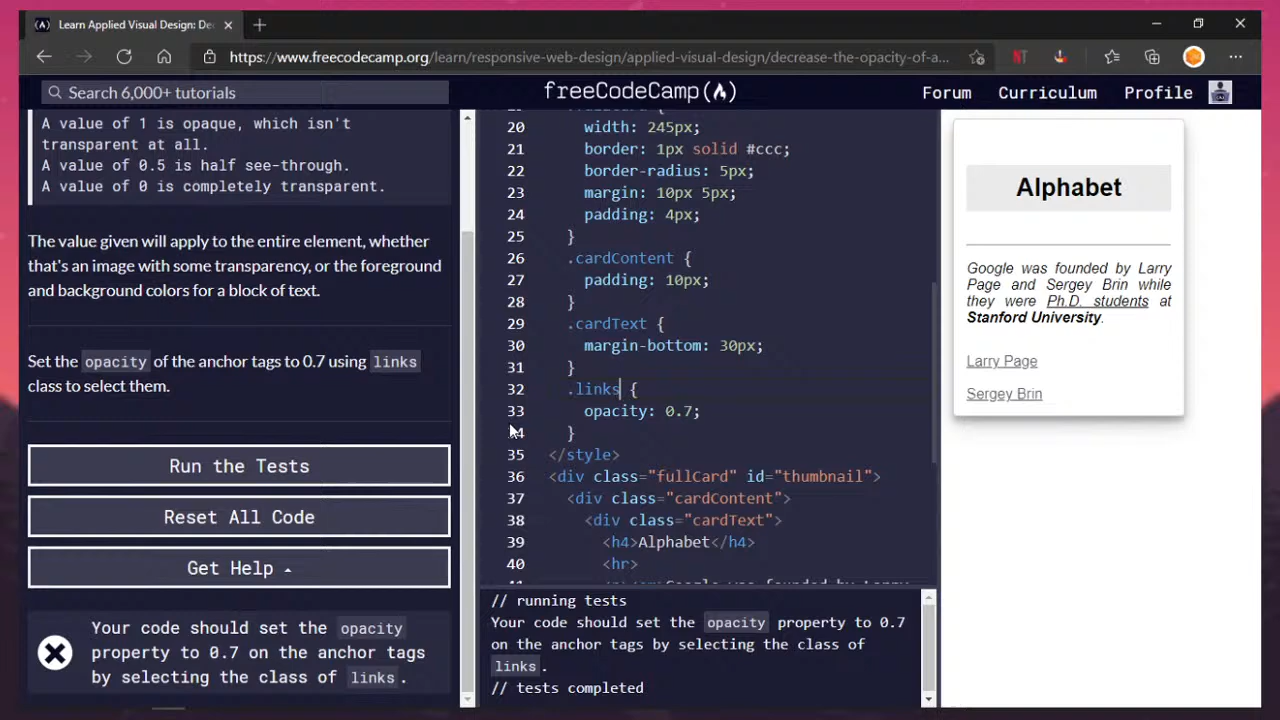 Learn Applied Visual Design: De
https://www.freecodecamp.org/learn/responsive-web-design/applied-visual-design/decrease-the-opacity-of-a...
Search 6,000+ tutorials
freeCodeCamp
Forum
Curriculum
Profile
A value of 1 is opaque, which isn't
transparent at all.
A value of 0.5 is half see-through.
A value of 0 is completely transparent.
The value given will apply to the entire element, whether
that's an image with some transparency, or the foreground
and background colors for a block of text.
Set the opacity of the anchor tags to 0.7 using links
class to select them.
Run the Tests
Reset All Code
Get Help
Your code should set the opacity
property to 0.7 on the anchor tags
by selecting the class of links.
20 width: 245px;
21 border: 1px solid #ccc;
22 border-radius: 5px;
23 margin: 10px 5px;
24 padding: 4px;
25 }
26 .cardContent {
27 padding: 10px;
28 }
29 .cardText {
30 margin-bottom: 30px;
31 }
32 .links {
33 opacity: 0.7;
34 }
35 </style>
36 <div class="fullCard" id="thumbnail">
37 <div class="cardContent">
38 <div class="cardText">
39 <h4>Alphabet</h4>
40 <hr>
// running tests
Your code should set the opacity property to 0.7
on the anchor tags by selecting the class of
links.
// tests completed
Alphabet
Google was founded by Larry
Page and Sergey Brin while
they were Ph.D. students at
Stanford University.
Larry Page
Sergey Brin